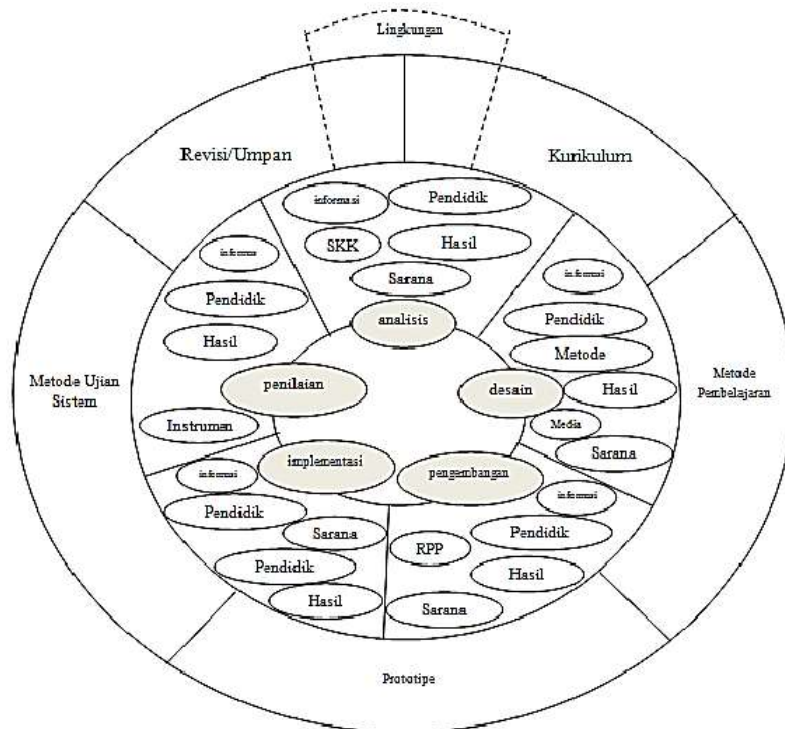 Lingkungan
Revisi/Umpan
Kurikulum
informasi
Pendidik
SKK
Hasil
Sarana
analisis
informasi
Pendidik
Metode
desain
Hasil
Media
Sarana
Metode
Pembelajaran
informasi
Pendidik
RPP
Hasil
Sarana
pengembangan
Prototipe
implementasi
informasi
Pendidik
Sarana
Pendidik
Hasil
penilaian
Pendidik
Hasil
Instruman
Metode Ujian
Sistem